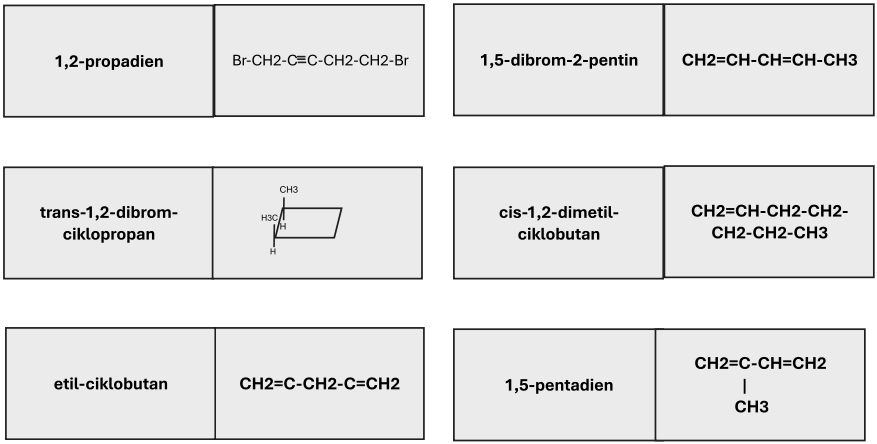 1,2-propadien
Br-CH2-C≡C-CH2-CH2-Br
1,5-dibrom-2-pentin
CH2=CH-CH=CH-CH3
trans-1,2-dibrom-
ciklopropan
CH3
H3C
H
H
cis-1,2-dimetil-
ciklobutan
CH2=CH-CH2-CH2-
CH2-CH2-CH3
etil-ciklobutan
CH2=C-CH2-C=CH2
1,5-pentadien
CH2=C-CH=CH2
|
CH3